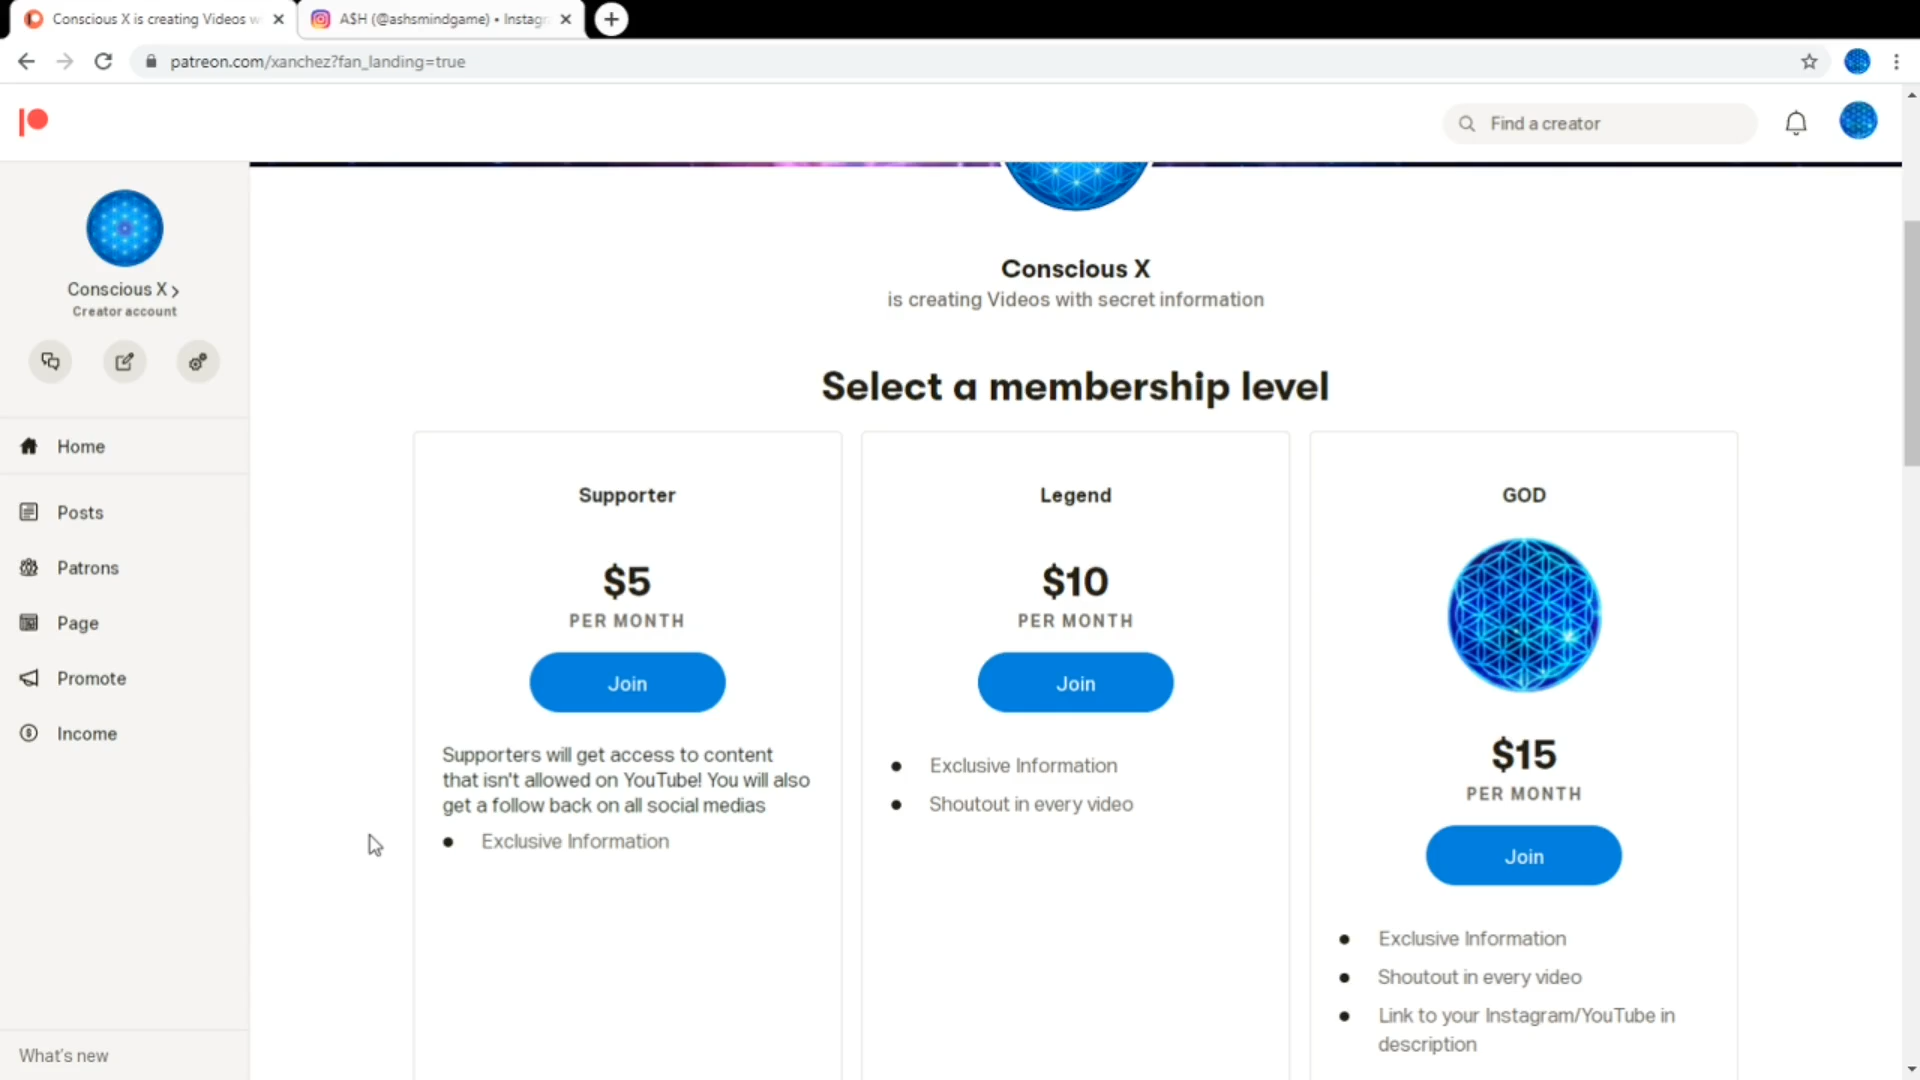 Conscious X is creating Videos w
A$H (@ashsmindgame) • Instagr
patreon.com/xanchez?fan_landing=true
Find a creator
Conscious X
Creator account
Home
Posts
Patrons
Page
Promote
Income
What's new
Conscious X
is creating Videos with secret information
Select a membership level
Supporter
$5
PER MONTH
Join
Supporters will get access to content
that isn't allowed on YouTube! You will also
get a follow back on all social medias
• Exclusive Information
Legend
$10
PER MONTH
Join
• Exclusive Information
• Shoutout in every video
GOD
$15
PER MONTH
Join
• Exclusive Information
• Shoutout in every video
• Link to your Instagram/YouTube in
description